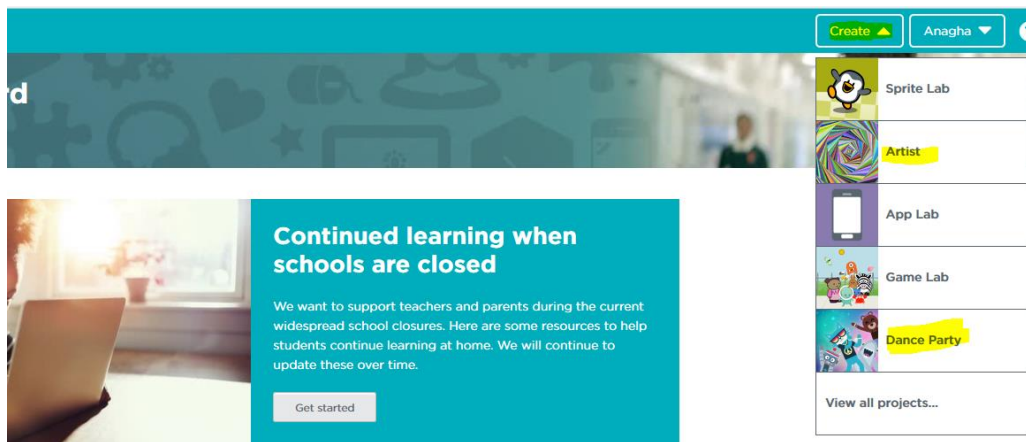 Create
Anagha
rd
Sprite Lab
Artist
App Lab
Game Lab
Dance Party
View all projects...
Continued learning when
schools are closed
We want to support teachers and parents during the current
widespread school closures. Here are some resources to help
students continue learning at home. We will continue to
update these over time.
Get started